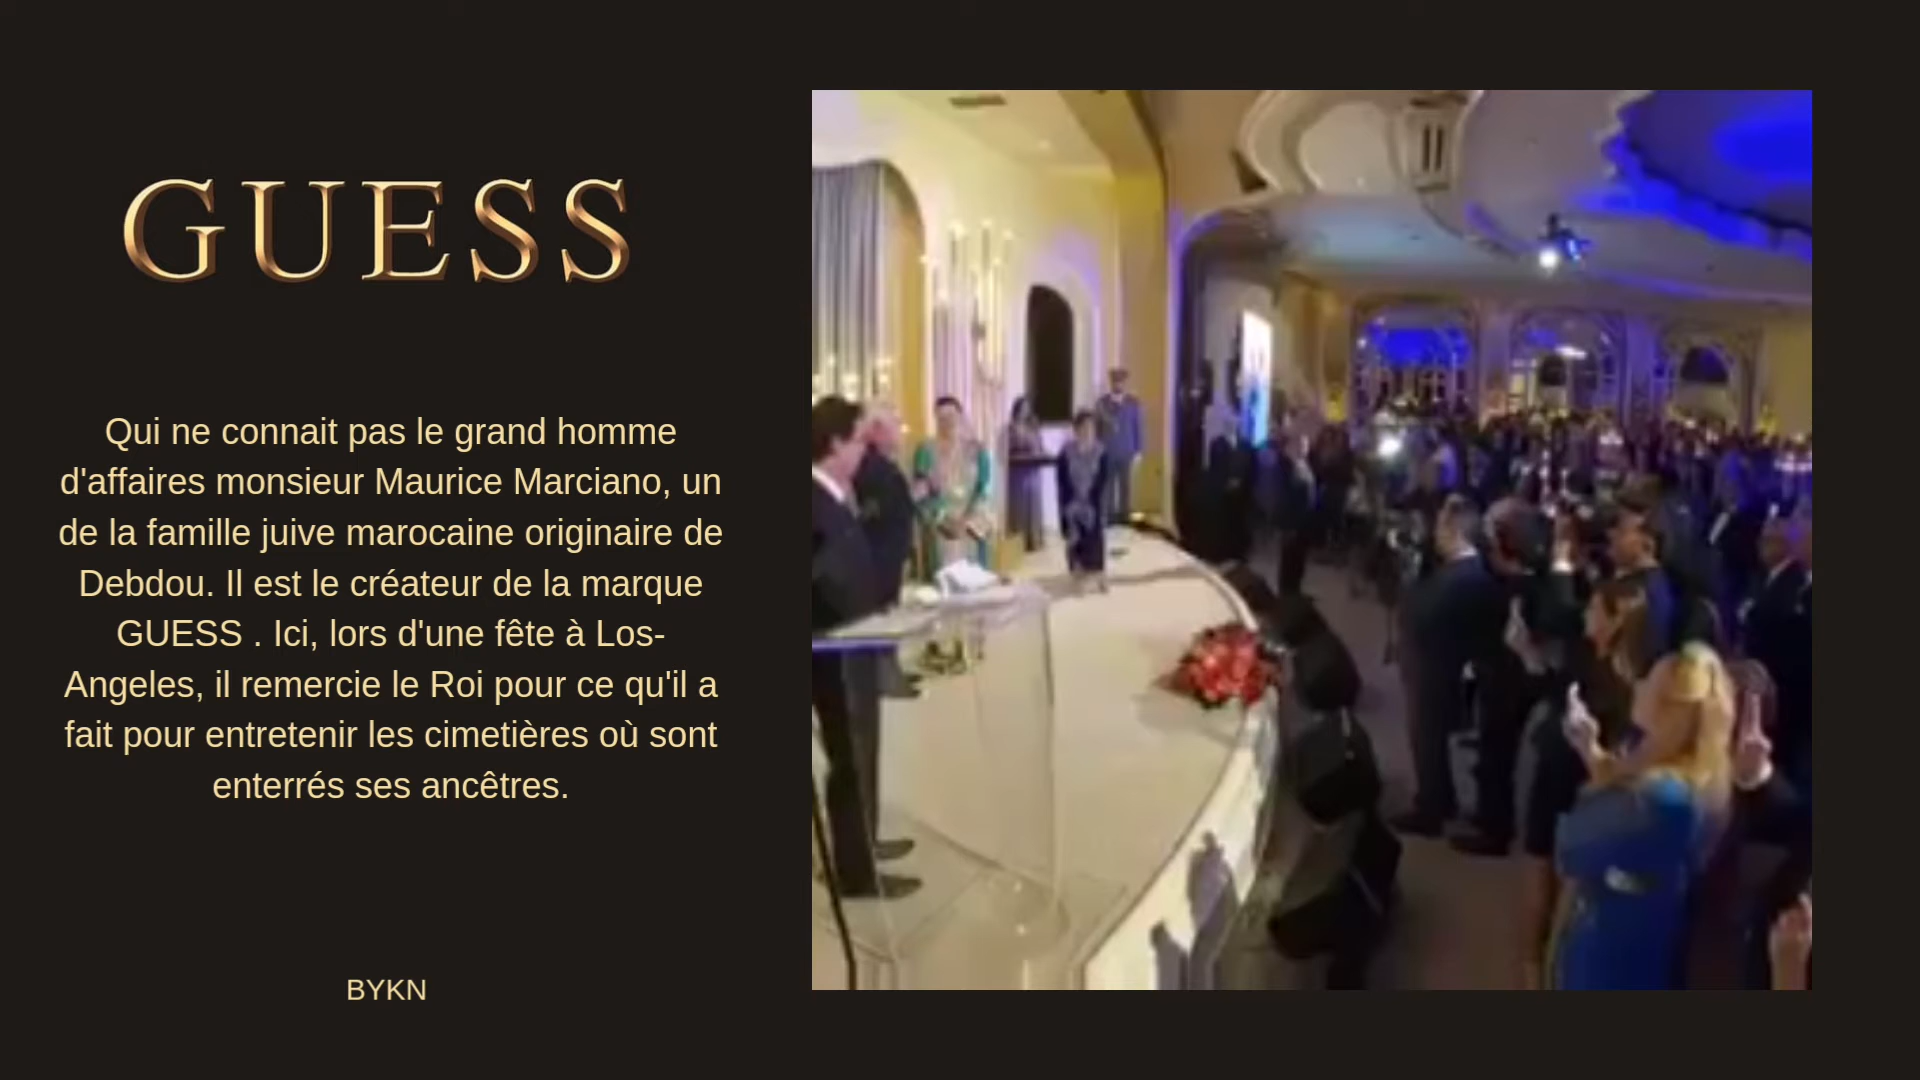 GUESS
Qui ne connait pas le grand homme
d'affaires monsieur Maurice Marciano, un
de la famille juive marocaine originaire de
Debdou. Il est le créateur de la marque
GUESS . Ici, lors d'une fête à Los-
Angeles, il remercie le Roi pour ce qu'il a
fait pour entretenir les cimetières où sont
enterrés ses ancêtres.
BYKN